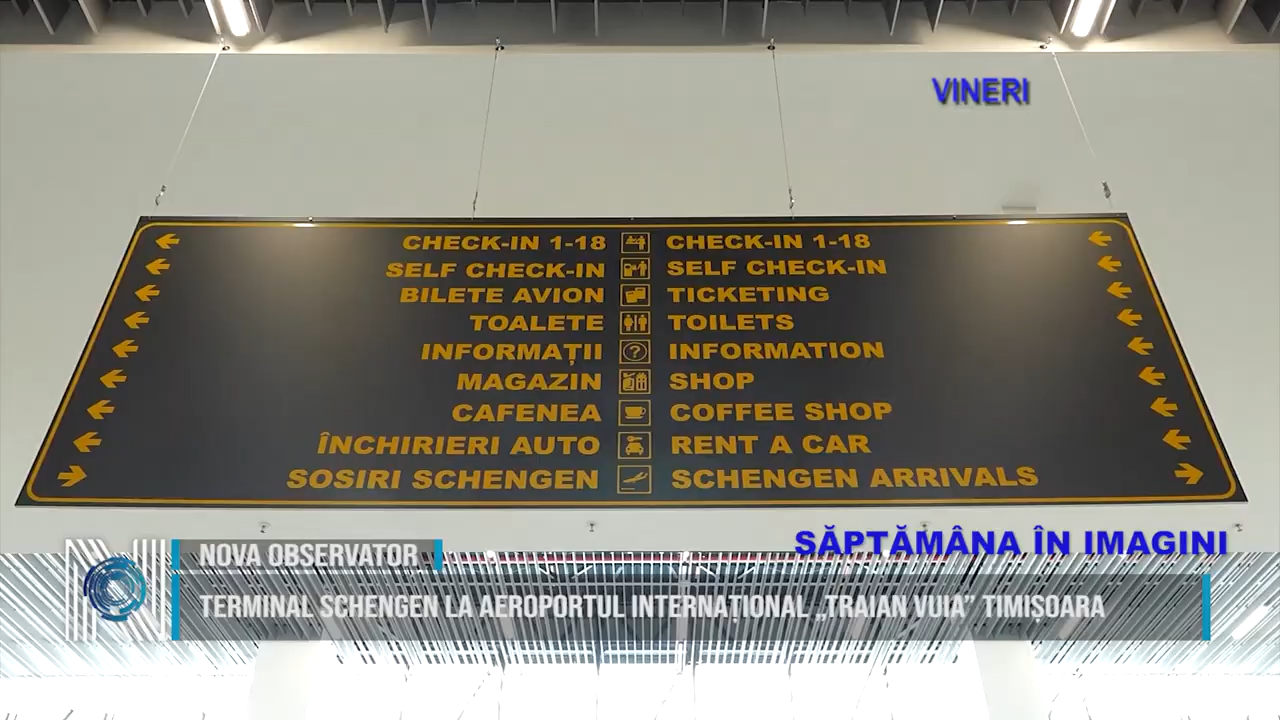 VINERI
CHECK-IN 1-18 CHECK-IN 1-18
SELF CHECK-IN SELF CHECK-IN
BILETE AVION TICKETING
TOALETE TOILETS
INFORMAȚII ? INFORMATION
MAGAZIN SHOP
CAFENEA COFFEE SHOP
ÎNCHIRIERI AUTO RENT A CAR
SOSIRI SCHENGEN SCHENGEN ARRIVALS
SĂPTĂMÂNA ÎN IMAGINI
NOVA OBSERVATOR
TERMINAL SCHENGEN LA AEROPORTUL INTERNAȚIONAL „TRAIAN VUIA” TIMIȘOARA